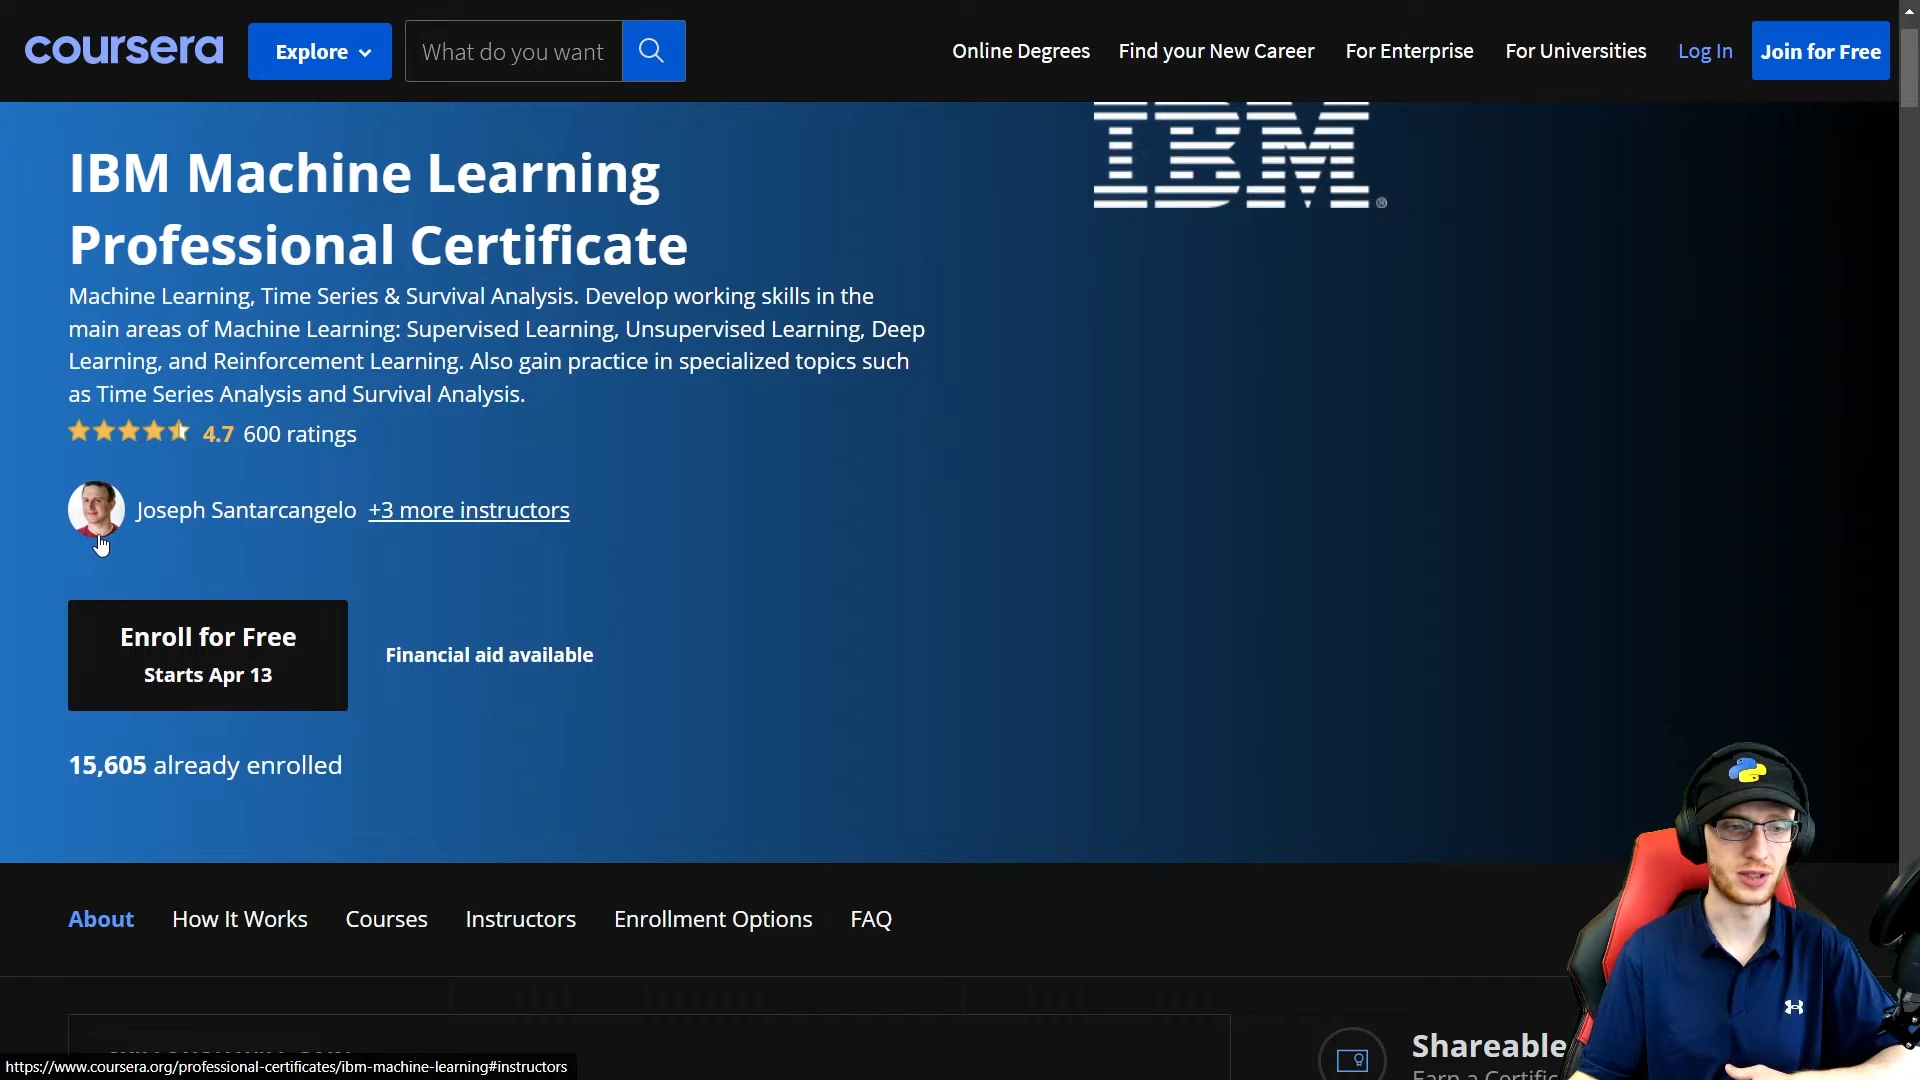 coursera
Explore
What do you want
Online Degrees
Find your New Career
For Enterprise
For Universities
Log In
Join for Free
IBM
®
IBM Machine Learning
Professional Certificate
Machine Learning, Time Series & Survival Analysis. Develop working skills in the
main areas of Machine Learning: Supervised Learning, Unsupervised Learning, Deep
Learning, and Reinforcement Learning. Also gain practice in specialized topics such
as Time Series Analysis and Survival Analysis.
4.7 600 ratings
Joseph Santarcangelo +3 more instructors
Enroll for Free
Starts Apr 13
Financial aid available
15,605 already enrolled
About
How It Works
Courses
Instructors
Enrollment Options
FAQ
Shareable
Earn a Certific
https://www.coursera.org/professional-certificates/ibm-machine-learning#instructors